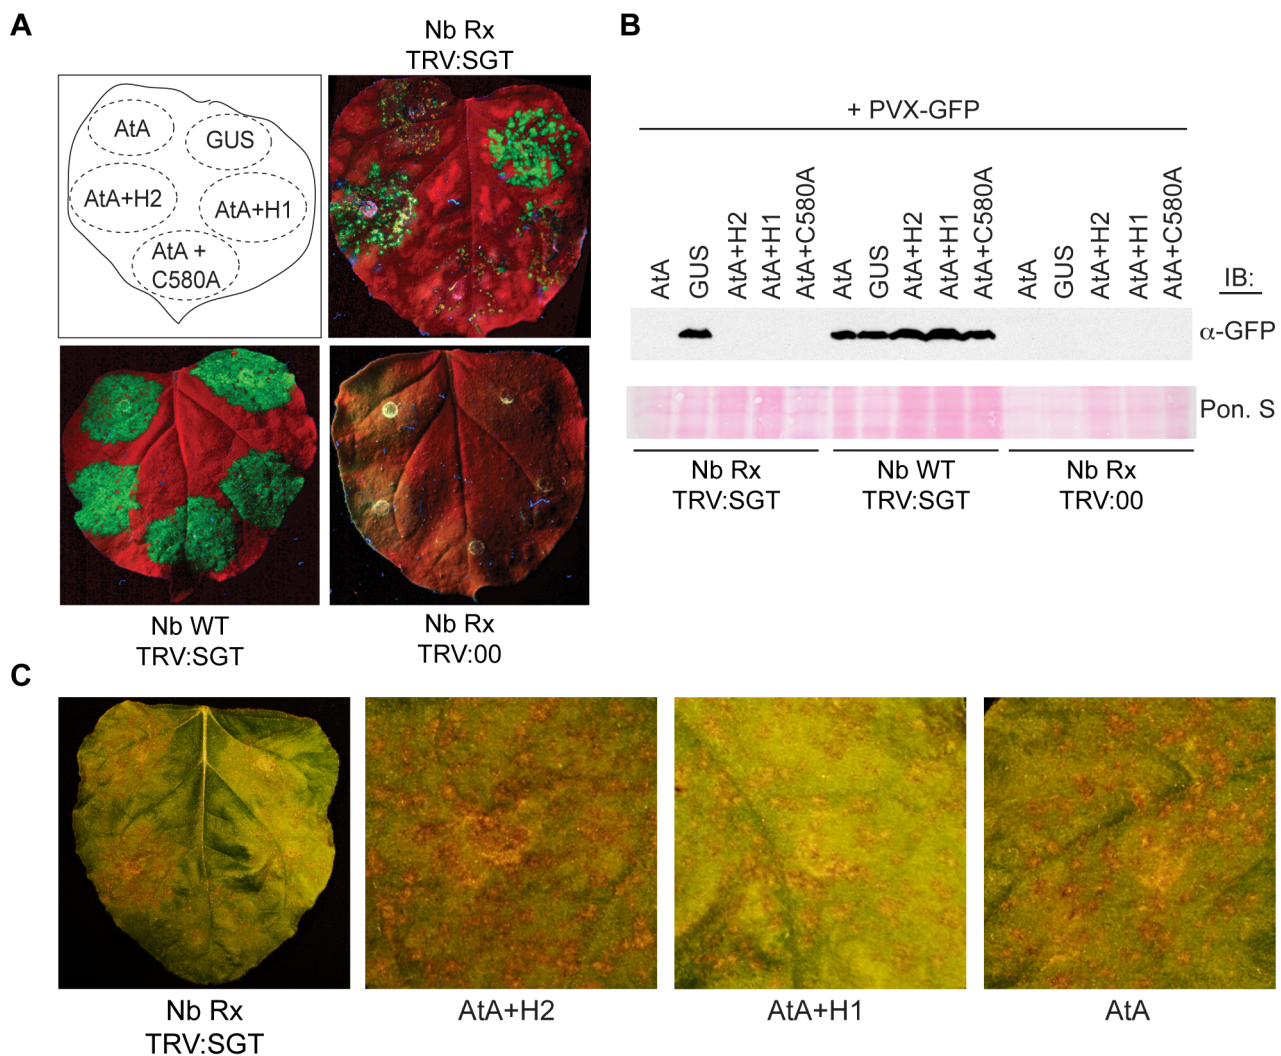 A
Nb Rx
TRV:SGT
AtA
GUS
AtA+H2
AtA+H1
AtA +
C580A
Nb WT
TRV:SGT
Nb Rx
TRV:00
B
+ PVX-GFP
AtA
GUS
AtA+H2
AtA+H1
AtA+C580A
AtA
GUS
AtA+H2
AtA+H1
AtA+C580A
AtA
GUS
AtA+H2
AtA+H1
AtA+C580A
IB:
α-GFP
Pon. S
Nb Rx
TRV:SGT
Nb WT
TRV:SGT
Nb Rx
TRV:00
C
Nb Rx
TRV:SGT
AtA+H2
AtA+H1
AtA